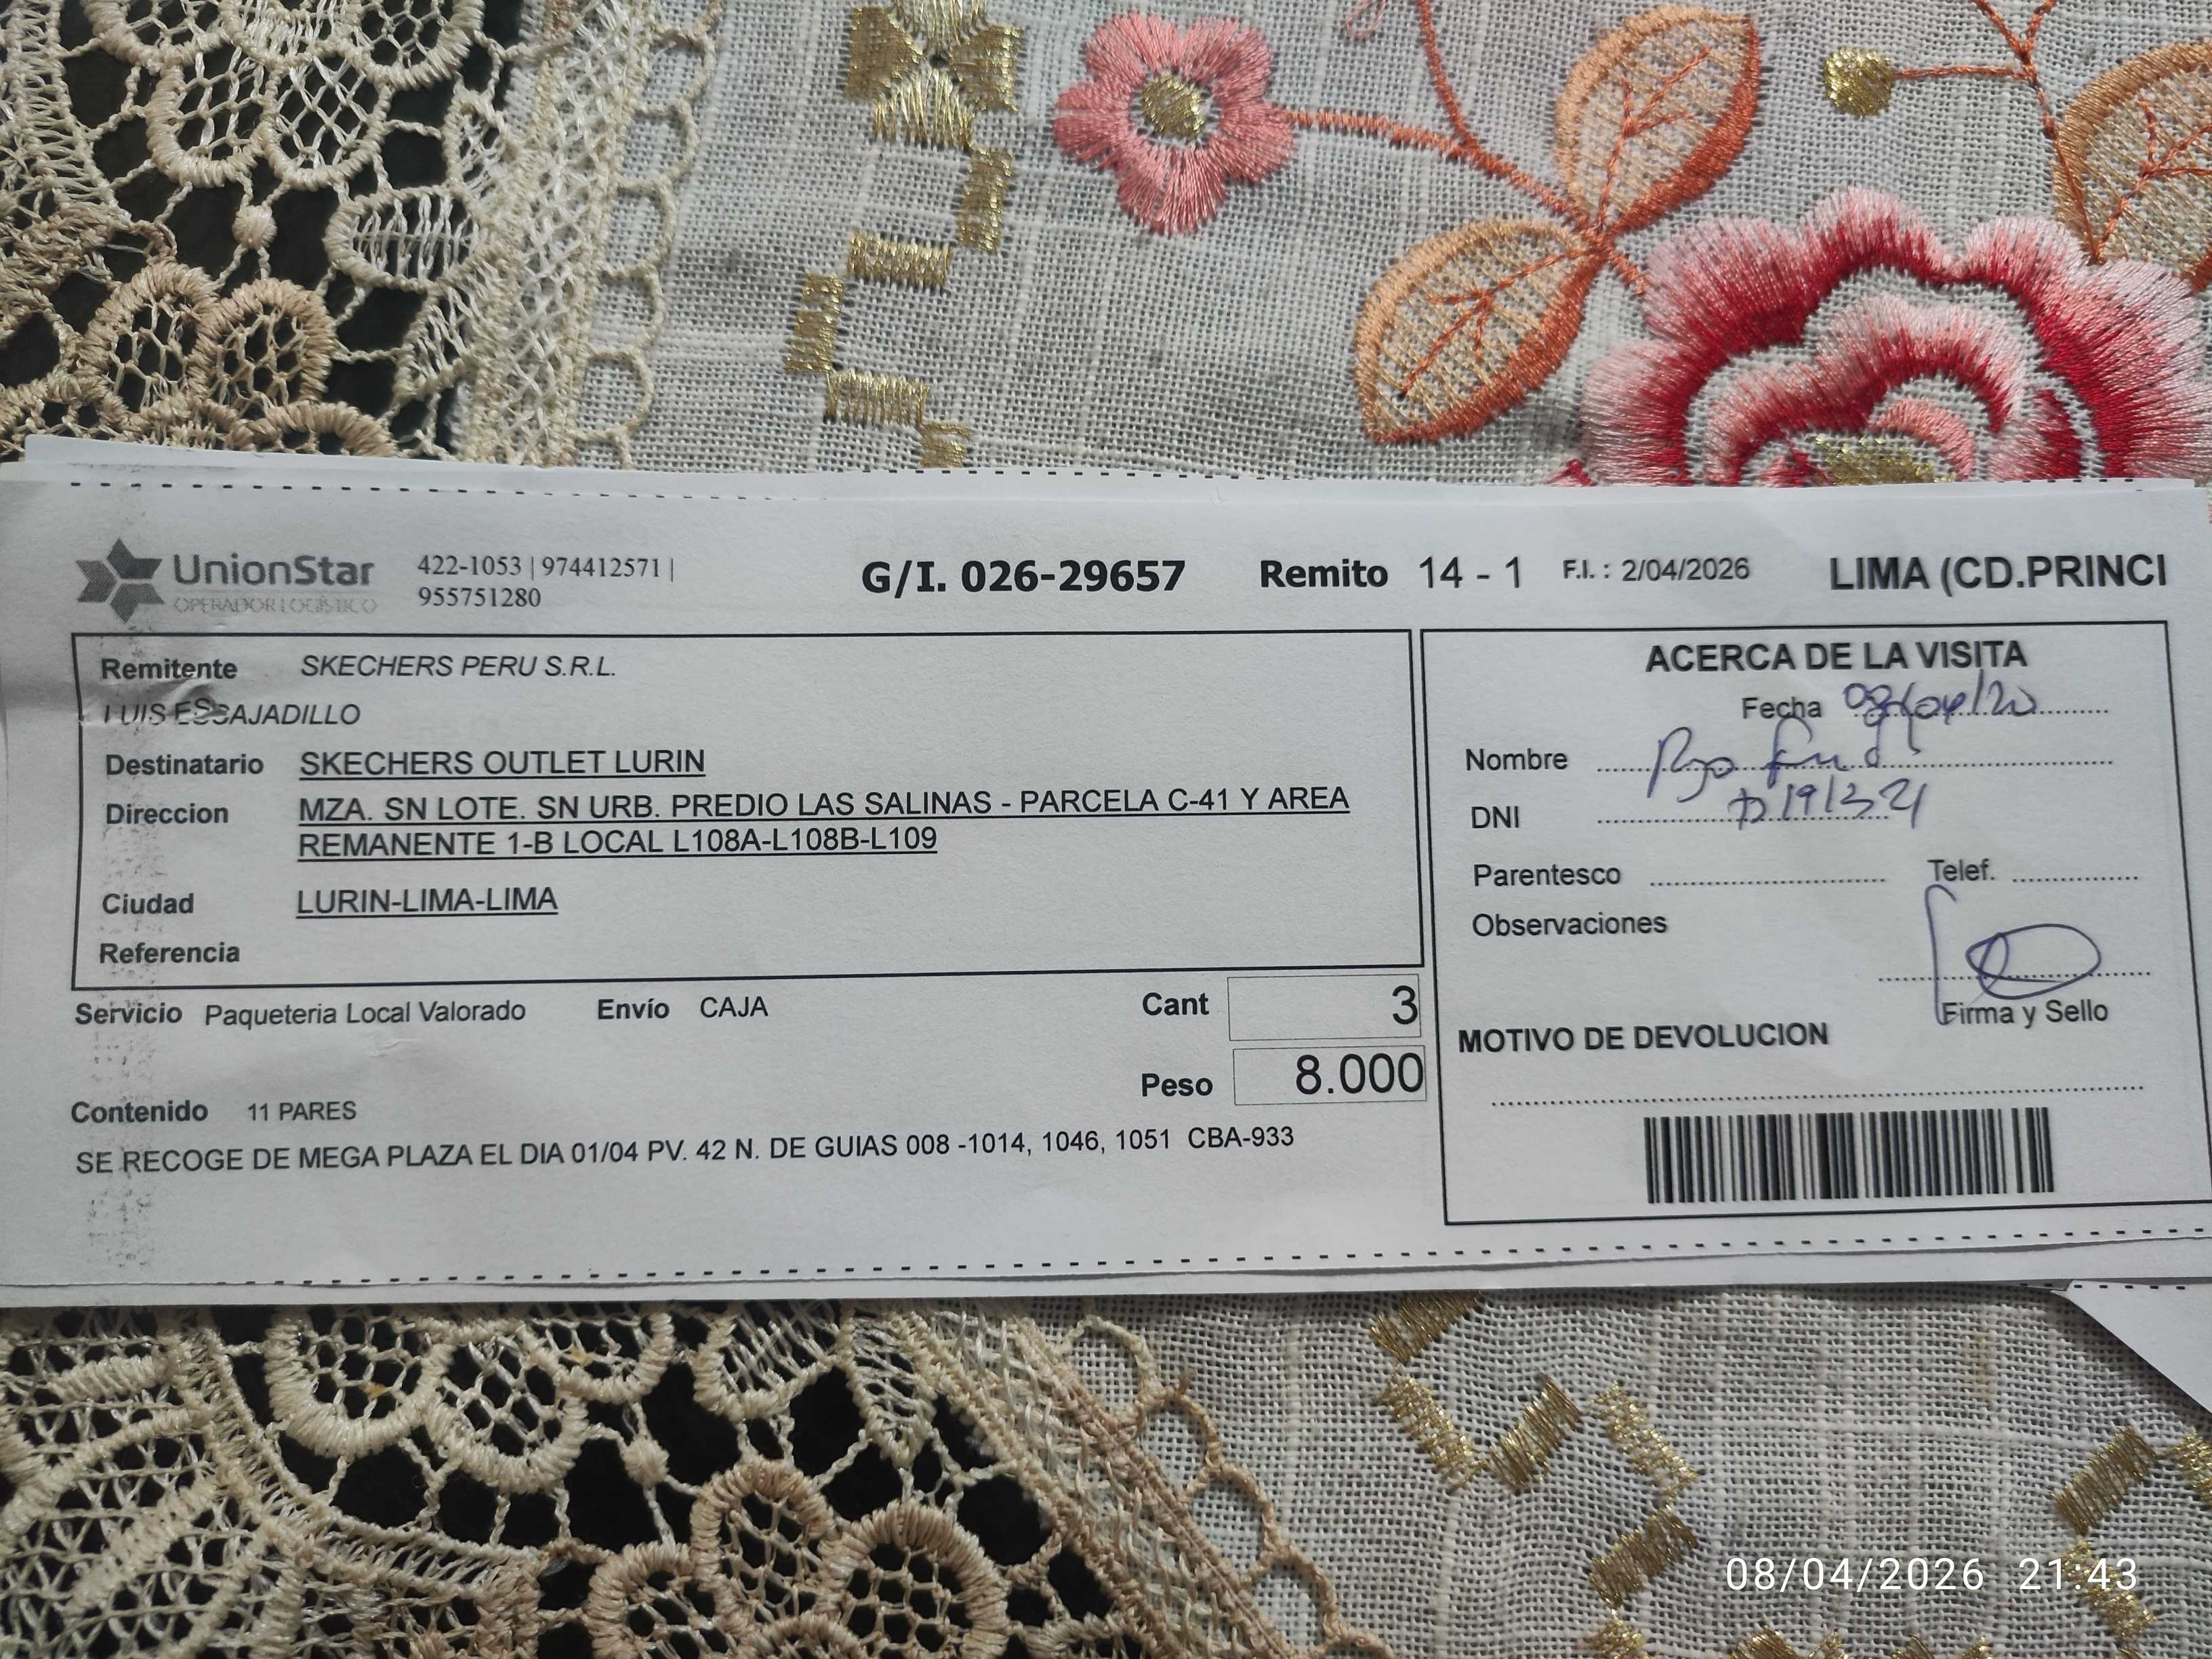 UnionStar
OPERADOR LOGÍSTICO
422-1053 | 974412571 |
955751280
G/I. 026-29657 Remito 14 - 1 F.I. : 2/04/2026 LIMA (CD.PRINCI
Remitente SKECHERS PERU S.R.L.
LUIS ESCAJADILLO
Destinatario SKECHERS OUTLET LURIN
Direccion MZA. SN LOTE. SN URB. PREDIO LAS SALINAS - PARCELA C-41 Y AREA
REMANENTE 1-B LOCAL L108A-L108B-L109
Ciudad LURIN-LIMA-LIMA
Referencia
Servicio Paqueteria Local Valorado Envío CAJA
Cant 3
Peso 8.000
Contenido 11 PARES
SE RECOGE DE MEGA PLAZA EL DIA 01/04 PV. 42 N. DE GUIAS 008 -1014, 1046, 1051 CBA-933
ACERCA DE LA VISITA
Fecha
Nombre
DNI
Parentesco Telef.
Observaciones
Firma y Sello
MOTIVO DE DEVOLUCION
08/04/2026 21:43